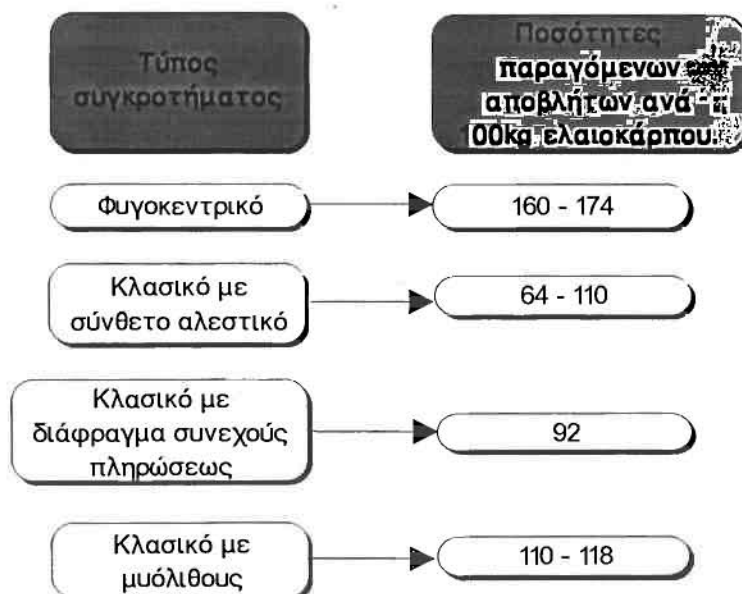 Τύπος
συγκροτήματος
Ποσότητες
παραγόμενων
αποβλήτων ανά
100kg ελαιοκάρπου.
Φυγοκεντρικό
160 - 174
Κλασικό με
σύνθετο αλεστικό
64 - 110
Κλασικό με
διάφραγμα συνεχούς
πληρώσεως
92
Κλασικό με
μυόλιθους
110 - 118